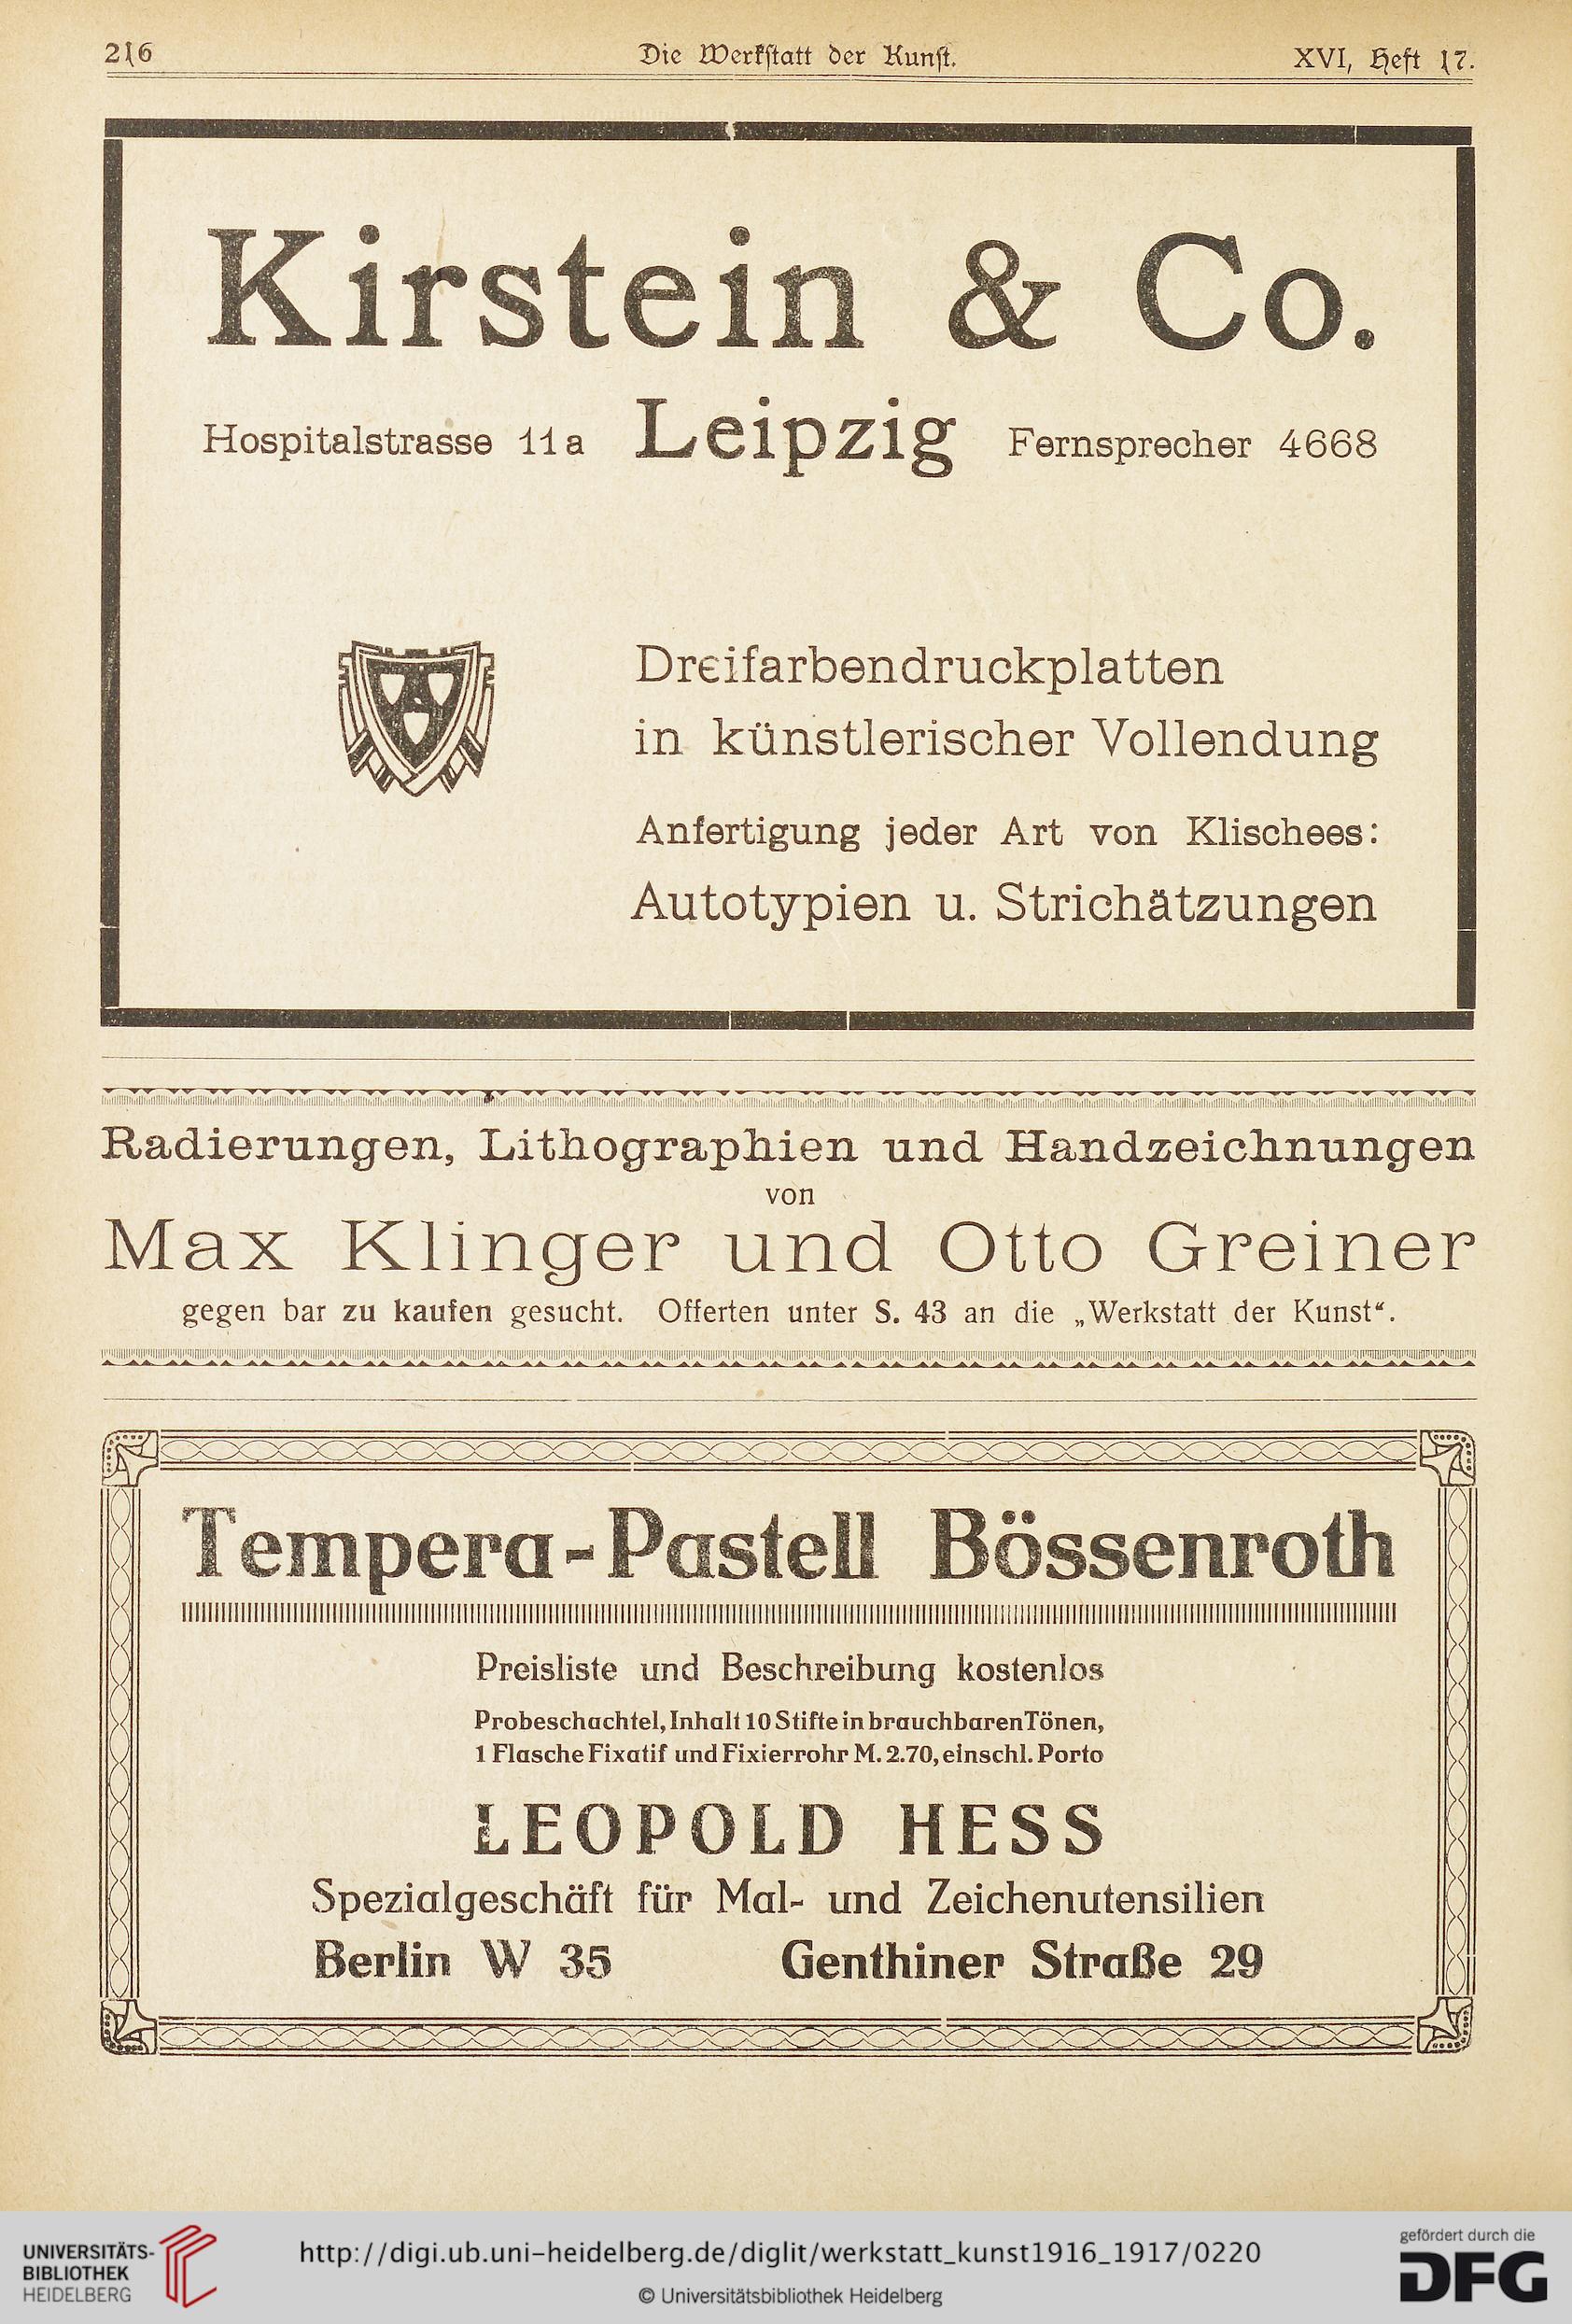 216 Die Werkstatt der Kunst. XVI, Heft 17.
Kirstein & Co.
Hospitalstrasse 11a Leipzig Fernsprecher 4668
Dreifarbendruckplatten
in künstlerischer Vollendung
Anfertigung jeder Art von Klischees:
Autotypien u. Strichätzungen
Radierungen, Lithographien und Handzeichnungen
von
Max Klinger und Otto Greiner
gegen bar zu kaufen gesucht. Offerten unter S. 43 an die „Werkstatt der Kunst“.
Tempera-Pastell Bössenroth
Preisliste und Beschreibung kostenlos
Probeschachtel, Inhalt 10 Stifte in brauchbaren Tönen,
1 Flasche Fixatif und Fixierrohr M. 2.70, einschl. Porto
LEOPOLD HESS
Spezialgeschäft für Mal- und Zeichenutensilien
Berlin W 35 Genthiner Straße 29
UNIVERSITÄTS-
BIBLIOTHEK
HEIDELBERG
http://digi.ub.uni-heidelberg.de/diglit/werkstatt_kunst1916_1917/0220
© Universitätsbibliothek Heidelberg
gefördert durch die
DFG